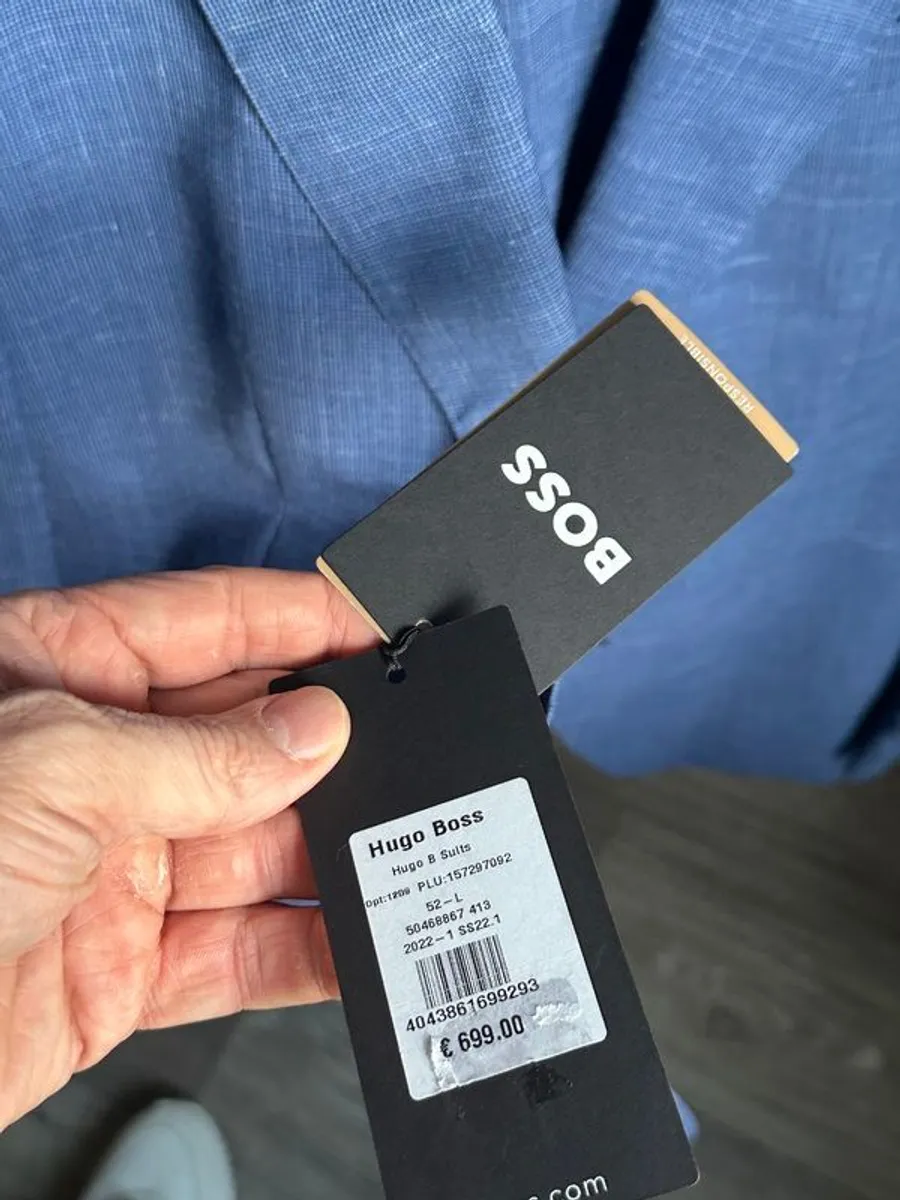 RESPONSIBLE
BOSS
Hugo Boss
Hugo B Suits
Dpt:1209 PLU:157297092
52-L
50468867 413
2022-1 SS22.1
4043861699293
€ 699.00
.com